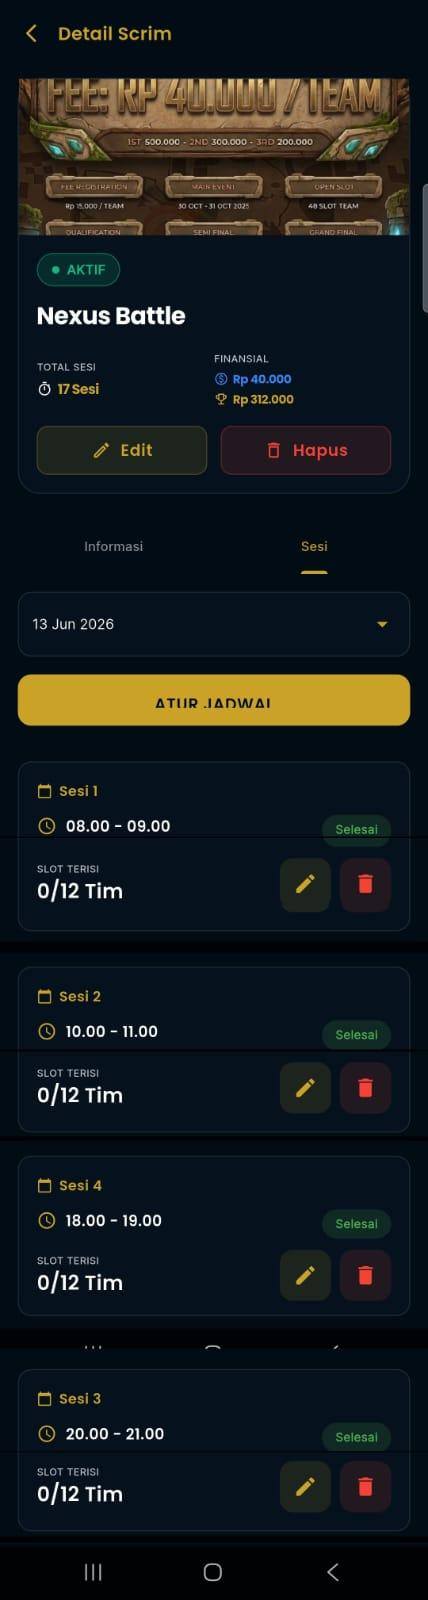 Detail Scrim
FEE: RP 40.000 / TEAM
1ST 500.000 - 2ND 300.000 - 3RD 200.000
FEE REGISTRATION
MAIN EVENT
OPEN SLOT
Rp 15.000 / TEAM
30 OCT - 31 OCT 2025
48 SLOT TEAM
QUALIFICATION
SEMI FINAL
GRAND FINAL
AKTIF
Nexus Battle
TOTAL SESI
17 Sesi
FINANSIAL
Rp 40.000
Rp 312.000
Edit
Hapus
Informasi
Sesi
13 Jun 2026
ATUR JADWAL
Sesi 1
08.00 - 09.00
Selesai
SLOT TERISI
0/12 Tim
Sesi 2
10.00 - 11.00
Selesai
SLOT TERISI
0/12 Tim
Sesi 4
18.00 - 19.00
Selesai
SLOT TERISI
0/12 Tim
Sesi 3
20.00 - 21.00
Selesai
SLOT TERISI
0/12 Tim